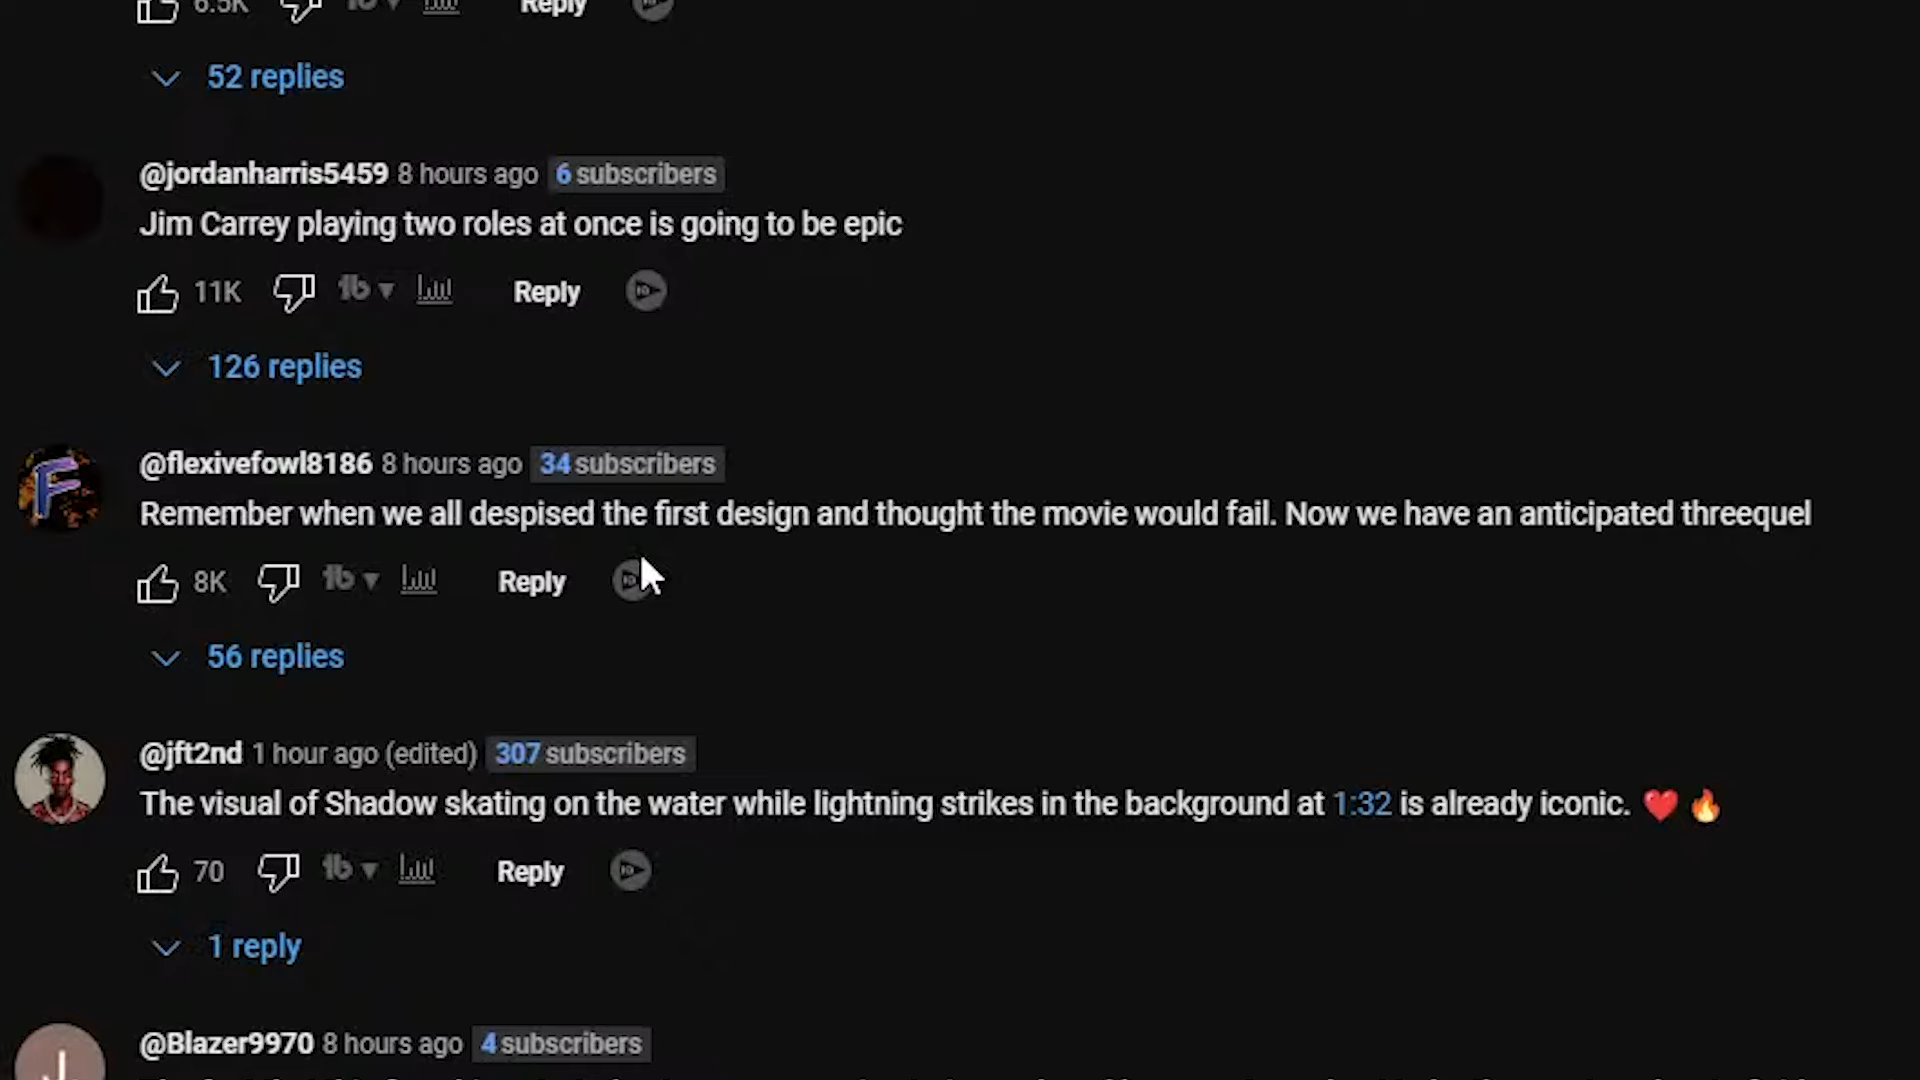 6.5K Reply
52 replies
@jordanharris5459 8 hours ago 6 subscribers
Jim Carrey playing two roles at once is going to be epic
11K Reply
126 replies
F
@flexivefowl8186 8 hours ago 34 subscribers
Remember when we all despised the first design and thought the movie would fail. Now we have an anticipated threequel
8K Reply
56 replies
@jft2nd 1 hour ago (edited) 307 subscribers
The visual of Shadow skating on the water while lightning strikes in the background at 1:32 is already iconic. ❤️ 🔥
70 Reply
1 reply
J
@Blazer9970 8 hours ago 4 subscribers